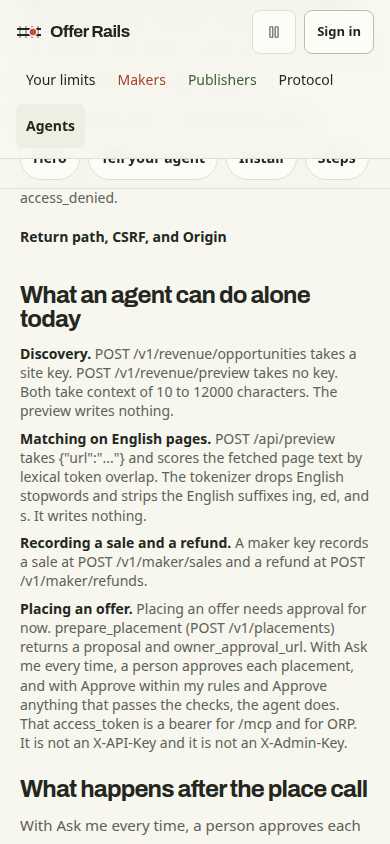 Offer Rails
Sign in
Your limits Makers Publishers Protocol
Agents
Hero Tell your agent Install Steps
access_denied.
Return path, CSRF, and Origin
What an agent can do alone
today
Discovery. POST /v1/revenue/opportunities takes a
site key. POST /v1/revenue/preview takes no key.
Both take context of 10 to 12000 characters. The
preview writes nothing.
Matching on English pages. POST /api/preview
takes {"url":"..."} and scores the fetched page text by
lexical token overlap. The tokenizer drops English
stopwords and strips the English suffixes ing, ed, and
s. It writes nothing.
Recording a sale and a refund. A maker key records
a sale at POST /v1/maker/sales and a refund at POST
/v1/maker/refunds.
Placing an offer. Placing an offer needs approval for
now. prepare_placement (POST /v1/placements)
returns a proposal and owner_approval_url. With Ask
me every time, a person approves each placement,
and with Approve within my rules and Approve
anything that passes the checks, the agent does.
That access_token is a bearer for /mcp and for ORP.
It is not an X-API-Key and it is not an X-Admin-Key.
What happens after the place call
With Ask me every time, a person approves each